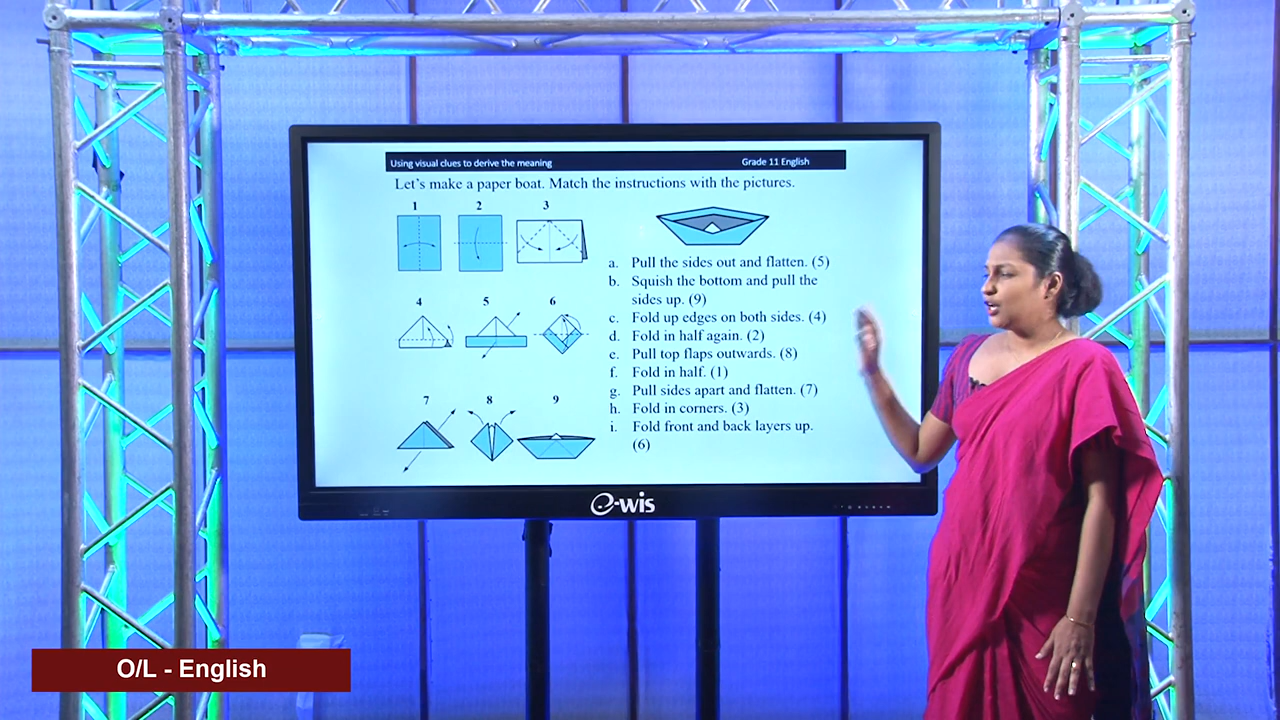 Using visual clues to derive the meaning Grade 11 English
Let's make a paper boat. Match the instructions with the pictures.
1 2 3
4 5 6
7 8 9
a. Pull the sides out and flatten. (5)
b. Squish the bottom and pull the
sides up. (9)
c. Fold up edges on both sides. (4)
d. Fold in half again. (2)
e. Pull top flaps outwards. (8)
f. Fold in half. (1)
g. Pull sides apart and flatten. (7)
h. Fold in corners. (3)
i. Fold front and back layers up.
(6)
e-wis
O/L - English